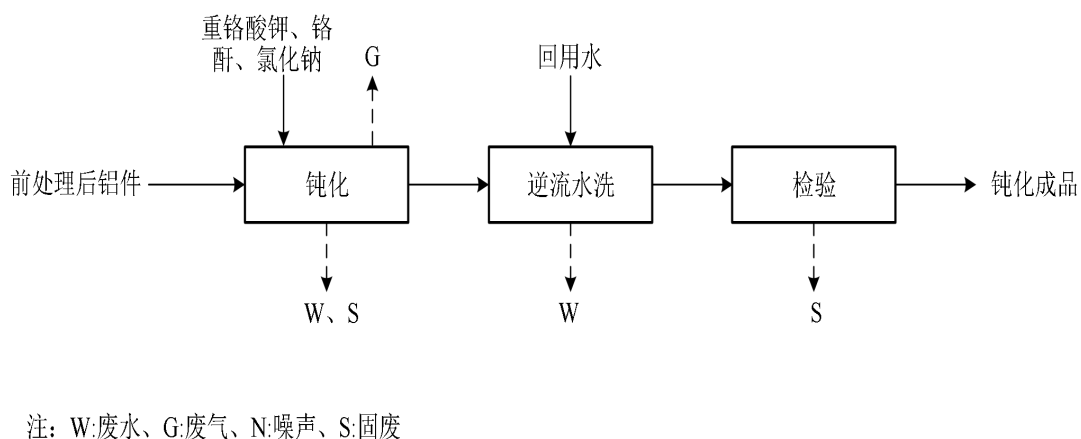 重铬酸钾、铬
酐、氯化钠
G
回用水
前处理后铝件
钝化
逆流水洗
检验
钝化成品
W、S
W
S
注：W:废水、G:废气、N:噪声、S:固废